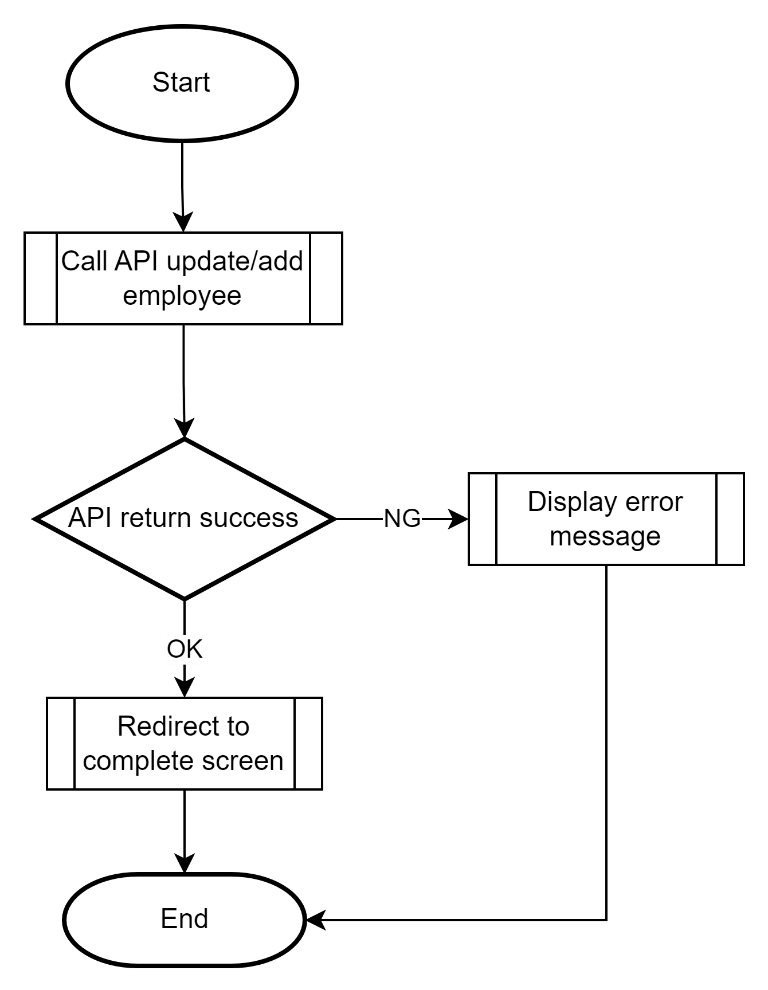 Start
Call API update/add
employee
API return success
NG
Display error
message
OK
Redirect to
complete screen
End